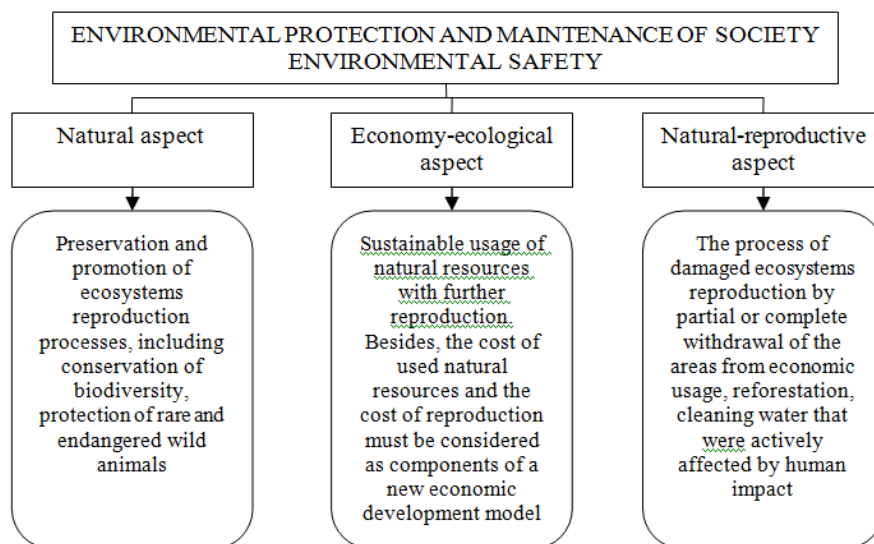 ENVIRONMENTAL PROTECTION AND MAINTENANCE OF SOCIETY
ENVIRONMENTAL SAFETY
Natural aspect
Economy-ecological
aspect
Natural-reproductive
aspect
Preservation and
promotion of
ecosystems
reproduction
processes, including
conservation of
biodiversity,
protection of rare and
endangered wild
animals
Sustainable usage of
natural resources
with further
reproduction.
Besides, the cost of
used natural
resources and the
cost of reproduction
must be considered
as components of a
new economic
development model
The process of
damaged ecosystems
reproduction by
partial or complete
withdrawal of the
areas from economic
usage, reforestation,
cleaning water that
were actively
affected by human
impact